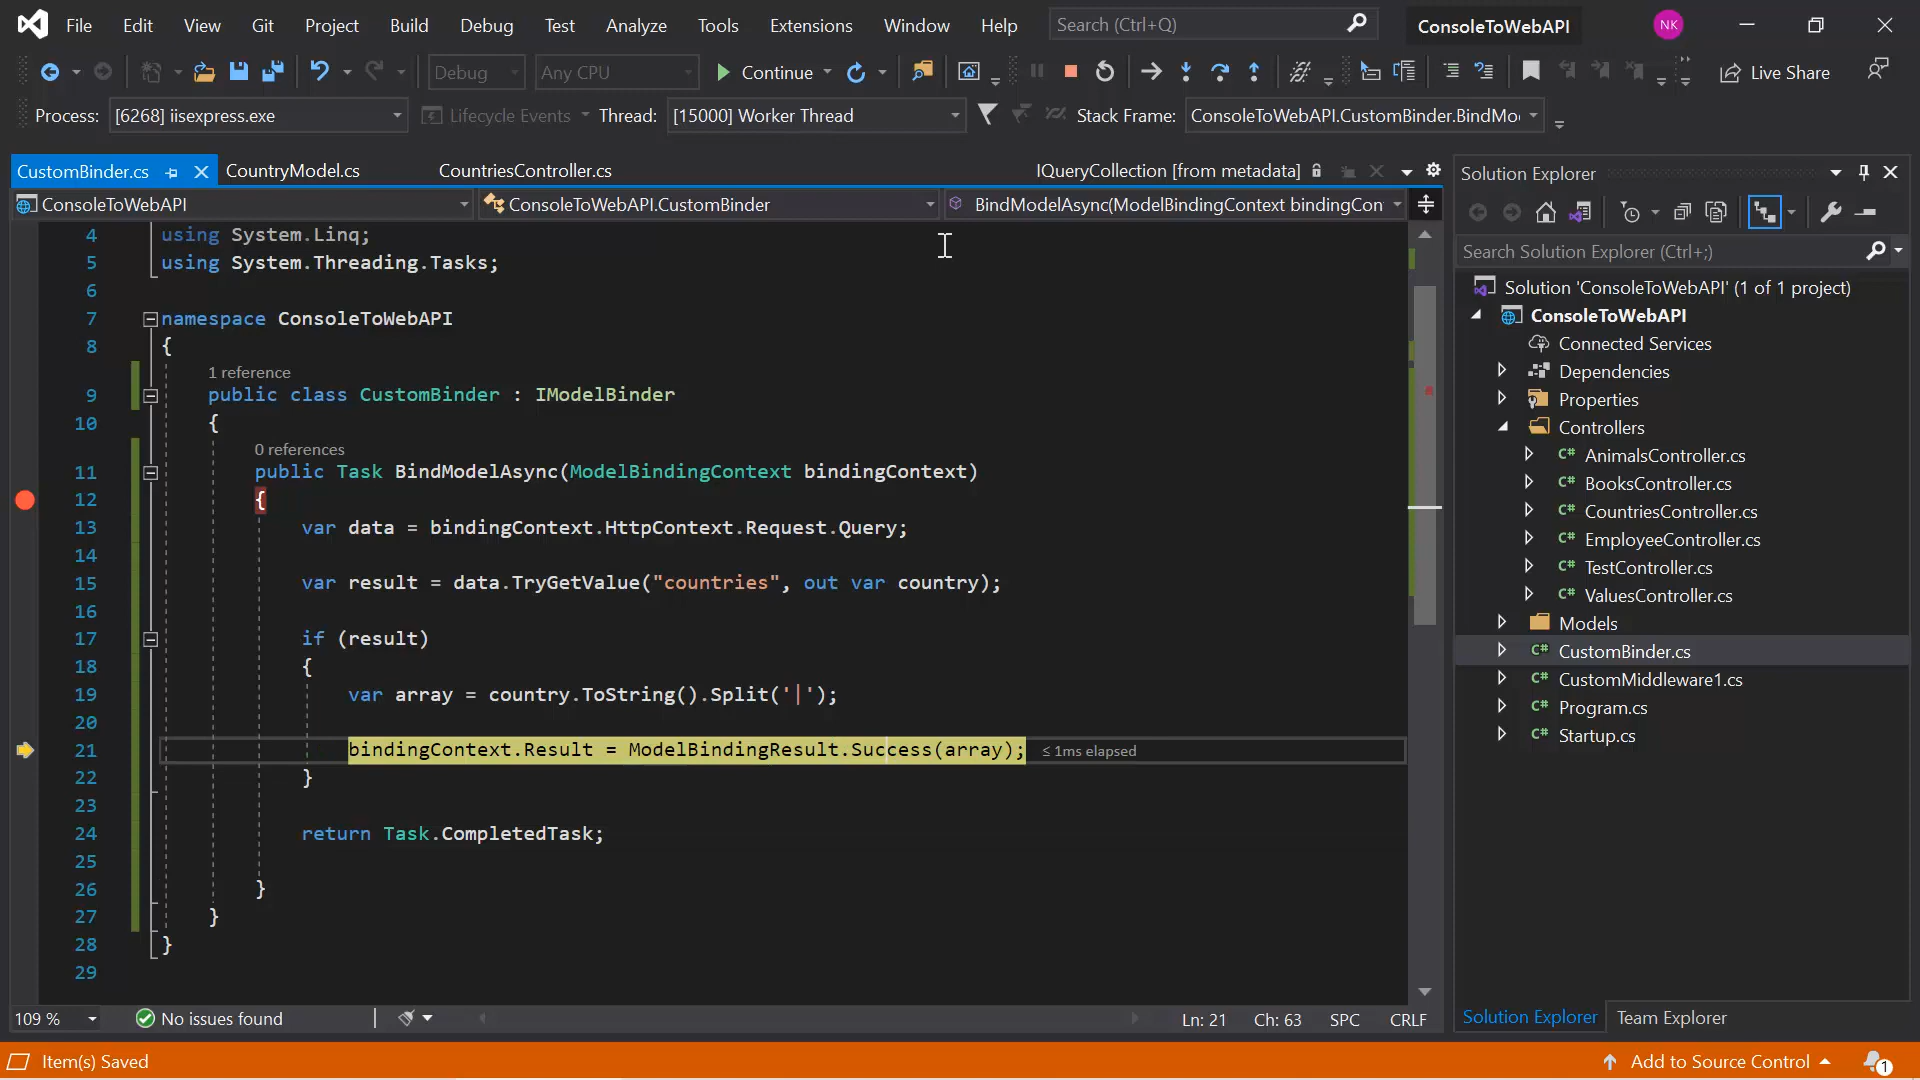 File Edit View Git Project Build Debug Test Analyze Tools Extensions Window Help Search (Ctrl+Q) ConsoleToWebAPI NK
Debug Any CPU Continue Live Share
Process: [6268] iisexpress.exe Lifecycle Events Thread: [15000] Worker Thread Stack Frame: ConsoleToWebAPI.CustomBinder.BindMo
CustomBinder.cs CountryModel.cs CountriesController.cs IQueryCollection [from metadata]
ConsoleToWebAPI ConsoleToWebAPI.CustomBinder BindModelAsync(ModelBindingContext bindingCon
4 using System.Linq;
5 using System.Threading.Tasks;
6
7 namespace ConsoleToWebAPI
8 {
1 reference
9 public class CustomBinder : IModelBinder
10 {
0 references
11 public Task BindModelAsync(ModelBindingContext bindingContext)
12 {
13 var data = bindingContext.HttpContext.Request.Query;
14
15 var result = data.TryGetValue("countries", out var country);
16
17 if (result)
18 {
19 var array = country.ToString().Split('|');
20
21 bindingContext.Result = ModelBindingResult.Success(array); ≤ 1ms elapsed
22 }
23
24 return Task.CompletedTask;
25
26 }
27 }
28 }
29
109 % No issues found Ln: 21 Ch: 63 SPC CRLF
Solution Explorer
Search Solution Explorer (Ctrl+;)
Solution 'ConsoleToWebAPI' (1 of 1 project)
ConsoleToWebAPI
Connected Services
Dependencies
Properties
Controllers
C# AnimalsController.cs
C# BooksController.cs
C# CountriesController.cs
C# EmployeeController.cs
C# TestController.cs
C# ValuesController.cs
Models
C# CustomBinder.cs
C# CustomMiddleware1.cs
C# Program.cs
C# Startup.cs
Solution Explorer Team Explorer
Item(s) Saved Add to Source Control 1